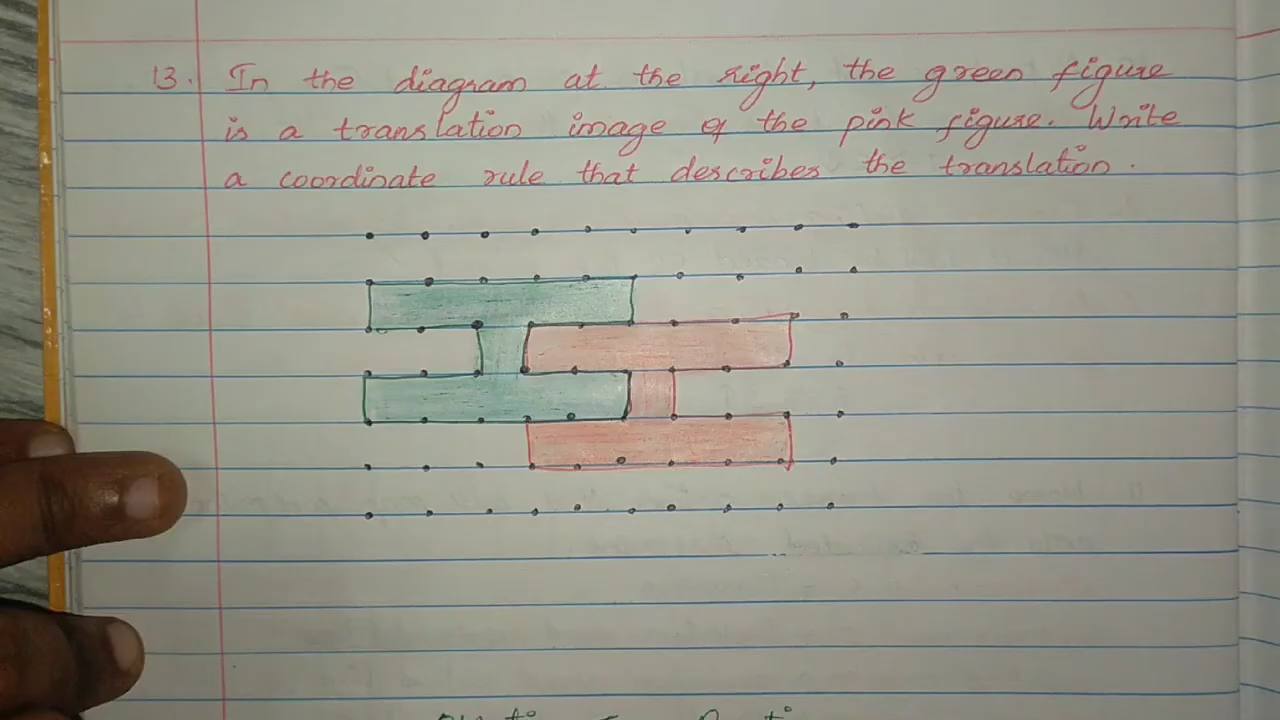 13. In the diagram at the right, the green figure
is a translation image of the pink figure. Write
a coordinate rule that describes the translation.